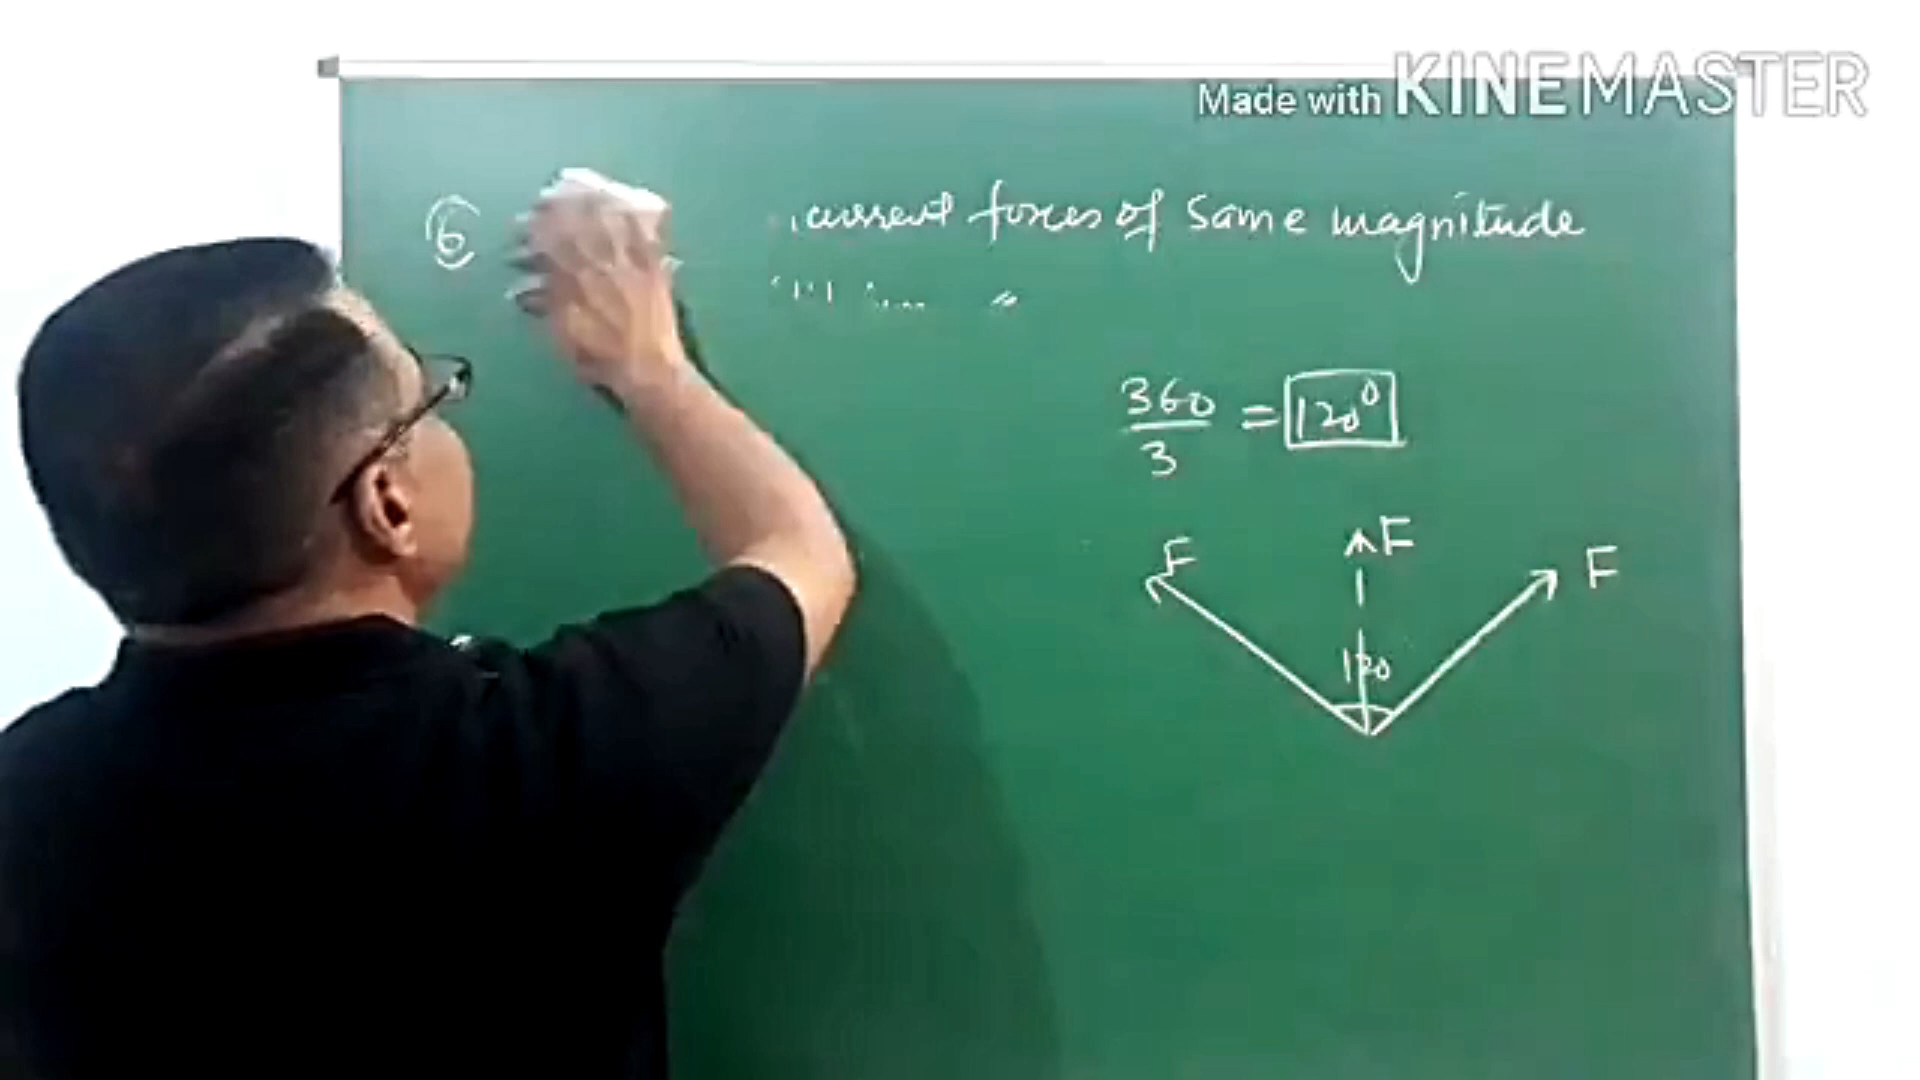 Made with KINEMASTER
6 current forces of same magnitude
360
3
= 120°
F
F
F
120